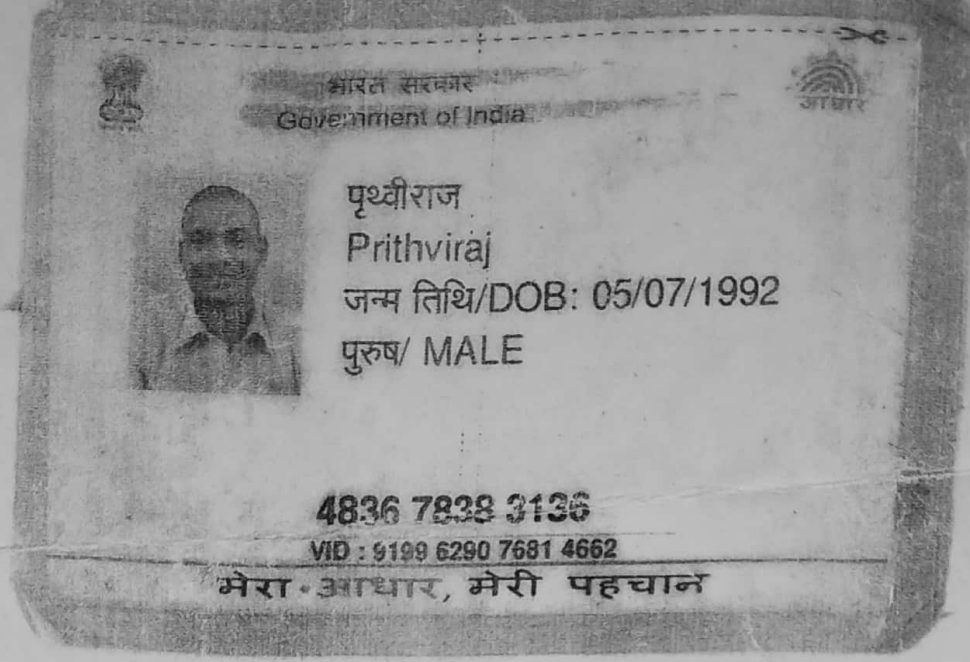 भारत सरकार
Government of India
आधार
पृथ्वीराज
Prithviraj
जन्म तिथि/DOB: 05/07/1992
पुरुष/ MALE
4836 7838 3136
VID : 9199 6290 7681 4662
मेरा आधार, मेरी पहचान